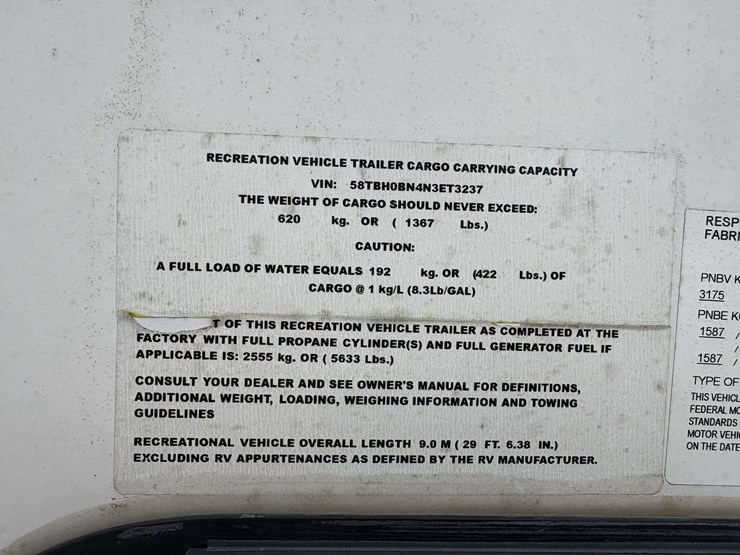 RECREATION VEHICLE TRAILER CARGO CARRYING CAPACITY
VIN: 58TBH0BN4N3ET3237
THE WEIGHT OF CARGO SHOULD NEVER EXCEED:
620 kg. OR ( 1367 Lbs.)
CAUTION:
A FULL LOAD OF WATER EQUALS 192 kg. OR (422 Lbs.) OF
CARGO @ 1 kg/L (8.3Lb/GAL)
T OF THIS RECREATION VEHICLE TRAILER AS COMPLETED AT THE
FACTORY WITH FULL PROPANE CYLINDER(S) AND FULL GENERATOR FUEL IF
APPLICABLE IS: 2555 kg. OR ( 5633 Lbs.)
CONSULT YOUR DEALER AND SEE OWNER'S MANUAL FOR DEFINITIONS,
ADDITIONAL WEIGHT, LOADING, WEIGHING INFORMATION AND TOWING
GUIDELINES
RECREATIONAL VEHICLE OVERALL LENGTH 9.0 M ( 29 FT. 6.38 IN.)
EXCLUDING RV APPURTENANCES AS DEFINED BY THE RV MANUFACTURER.
RESP
FABRI
PNBV K
3175
PNBE K
1587 /
/
1587 /
TYPE OF
THIS VEHICL
FEDERAL MO
STANDARDS
MOTOR VEHI
ON THE DATE